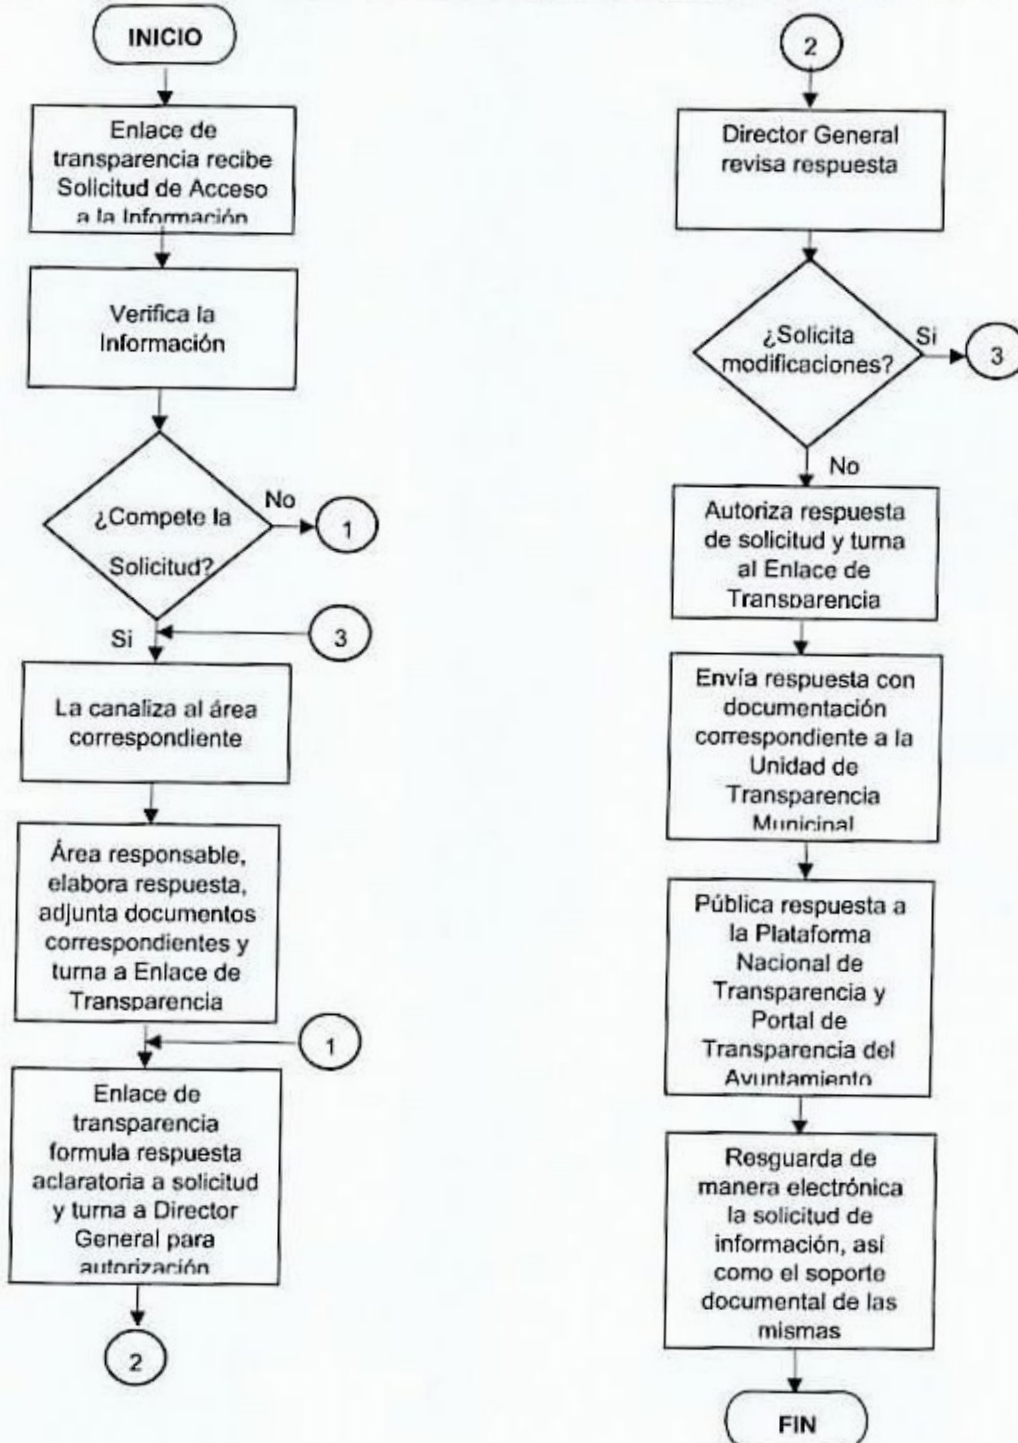 INICIO
Enlace de
transparencia recibe
Solicitud de Acceso
a la Información
Verifica la
Información
¿Compete la
Solicitud?
No
1
Si
3
La canaliza al área
correspondiente
Área responsable,
elabora respuesta,
adjunta documentos
correspondientes y
turna a Enlace de
Transparencia
1
Enlace de
transparencia
formula respuesta
aclaratoria a solicitud
y turna a Director
General para
autorización
2
2
Director General
revisa respuesta
¿Solicita
modificaciones?
Si
3
No
Autoriza respuesta
de solicitud y turna
al Enlace de
Transparencia
Envía respuesta con
documentación
correspondiente a la
Unidad de
Transparencia
Municipal
Pública respuesta a
la Plataforma
Nacional de
Transparencia y
Portal de
Transparencia del
Ayuntamiento
Resguarda de
manera electrónica
la solicitud de
información, así
como el soporte
documental de las
mismas
FIN